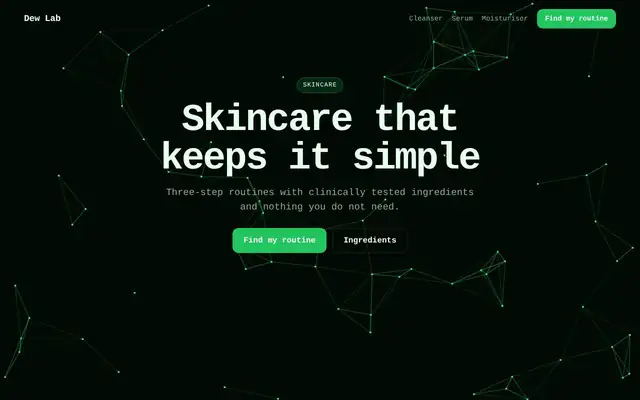 Dew Lab
Cleanser Serum Moisturiser Find my routine
SKINCARE
Skincare that
keeps it simple
Three-step routines with clinically tested ingredients
and nothing you do not need.
Find my routine Ingredients